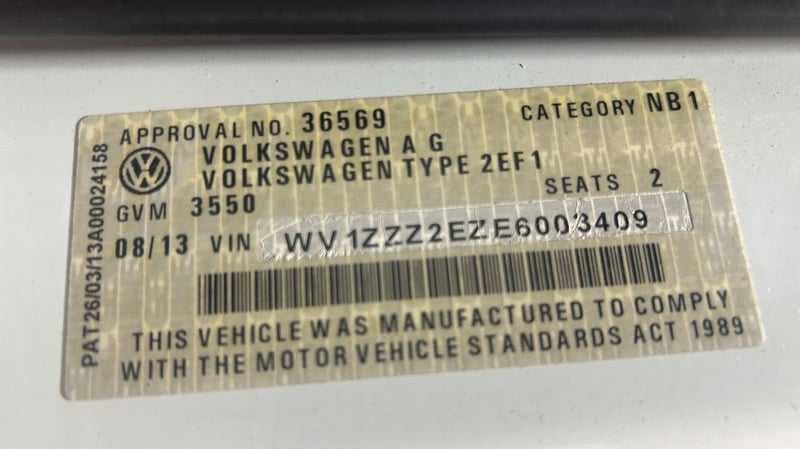 APPROVAL NO. 36569 CATEGORY NB1
VOLKSWAGEN AG
VOLKSWAGEN TYPE 2EF1
GVM 3550 SEATS 2
08/13 VIN WV1ZZZ2EZE6003409
THIS VEHICLE WAS MANUFACTURED TO COMPLY
WITH THE MOTOR VEHICLE STANDARDS ACT 1989
PAT26/03/13A00024158